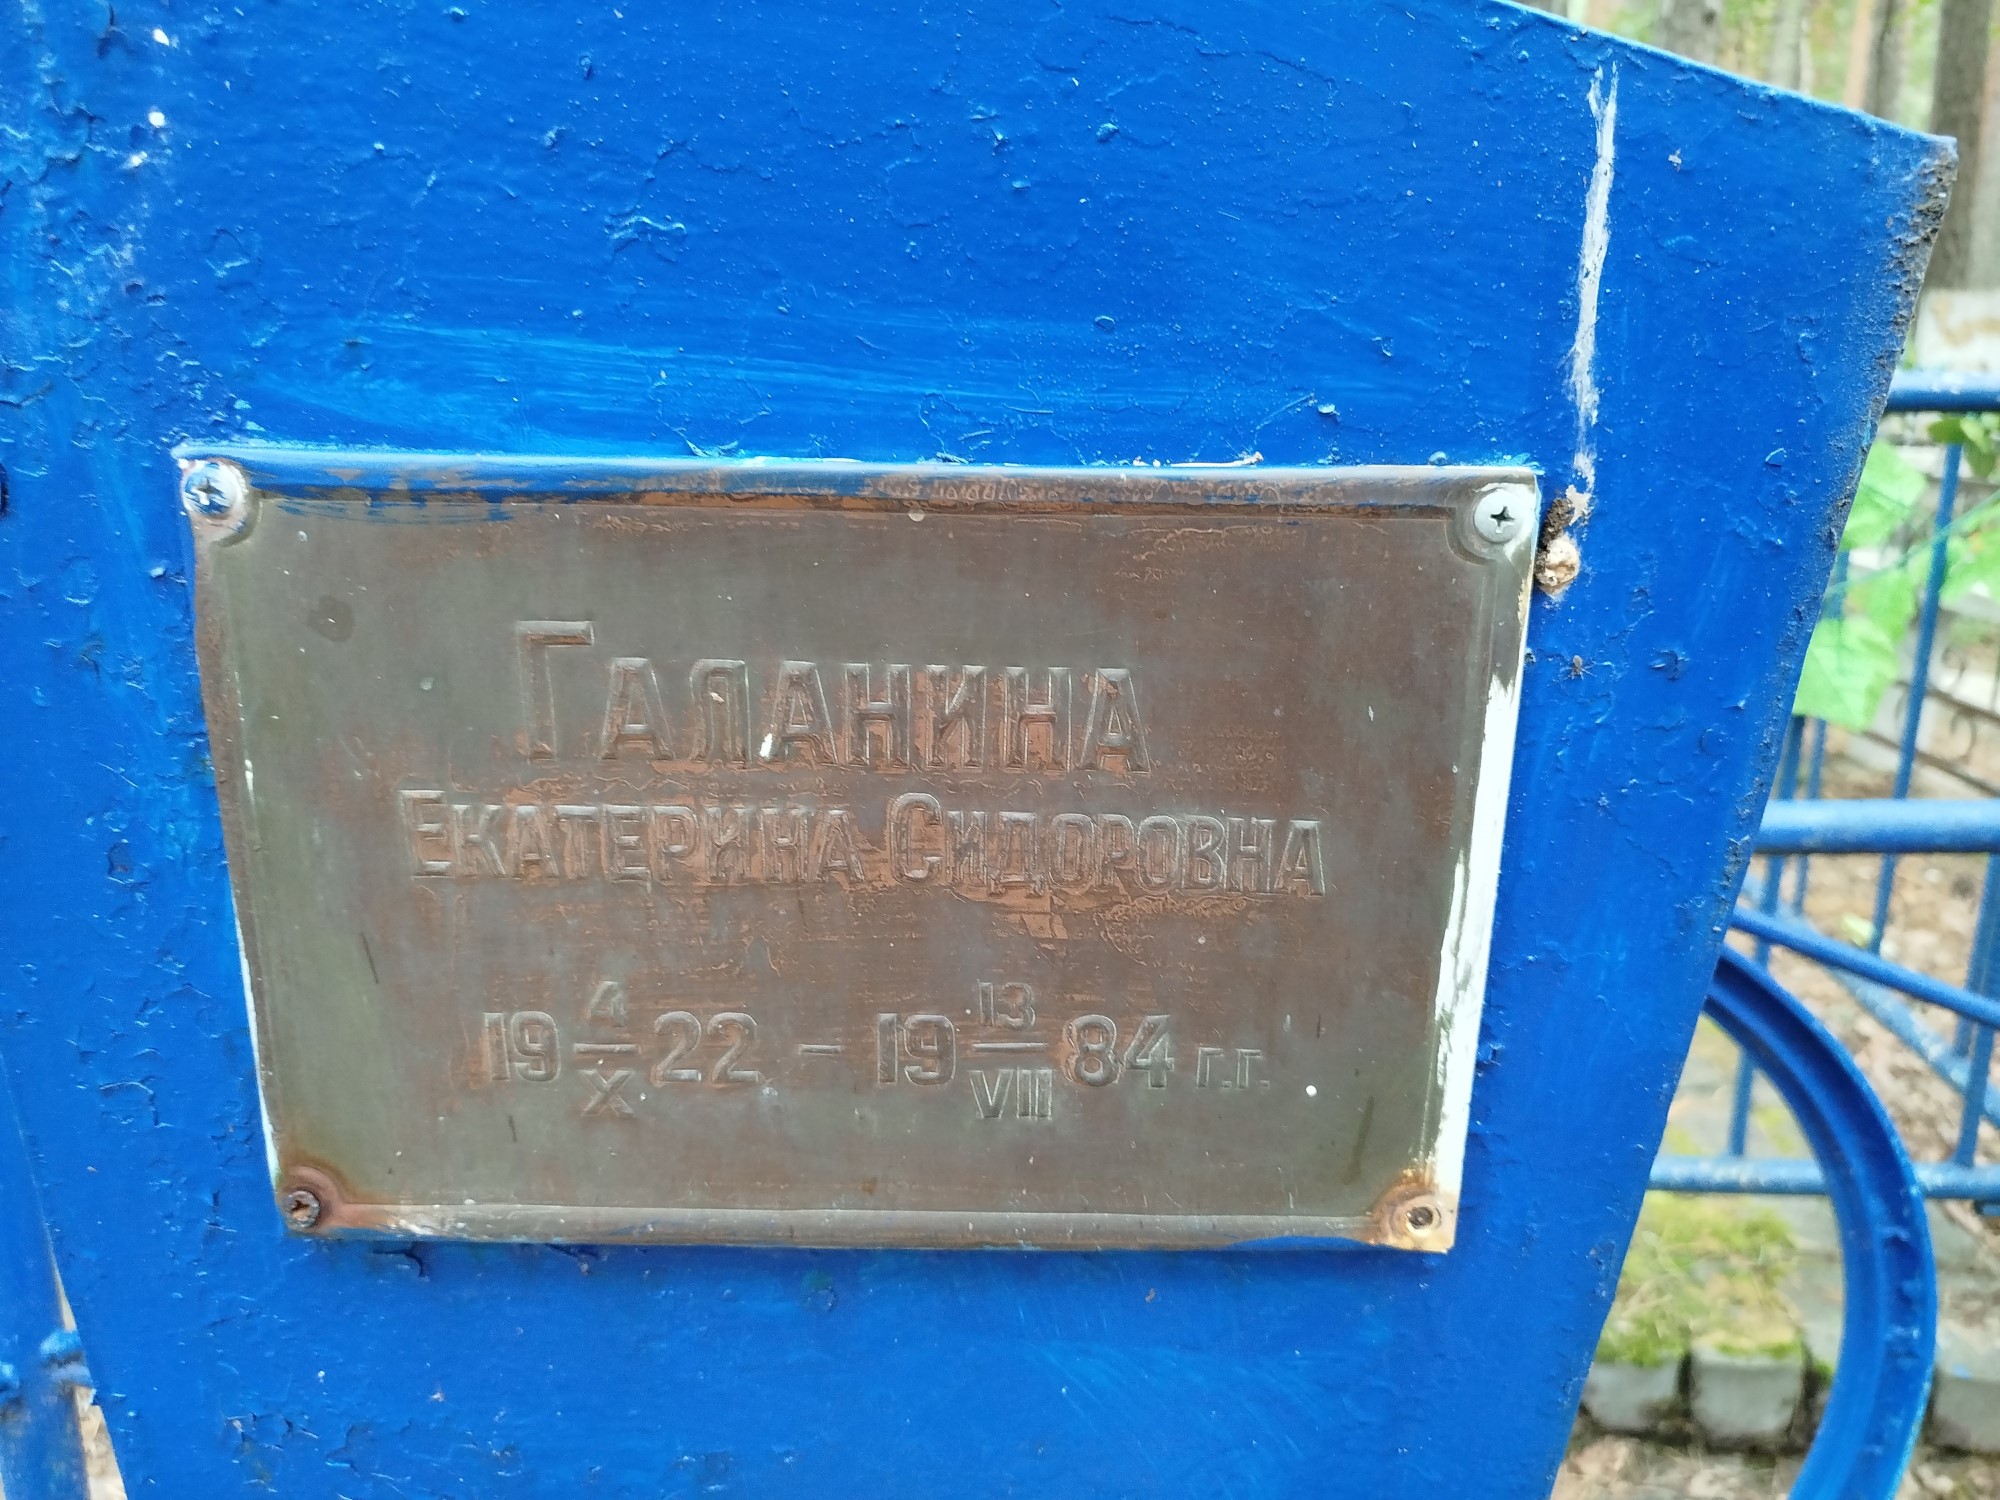 Галанина
Екатерина Сидоровна
19 4/X 22 – 19 13/VII 84 г.г.